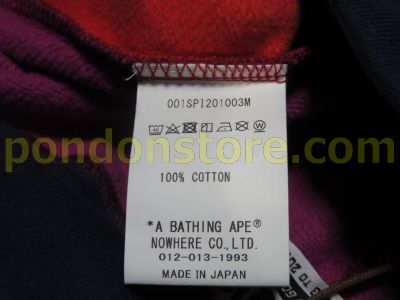 001SPI201003M
pondonstore.com
100% COTTON
*A BATHING APE®
NOWHERE CO., LTD.
012-013-1993
MADE IN JAPAN